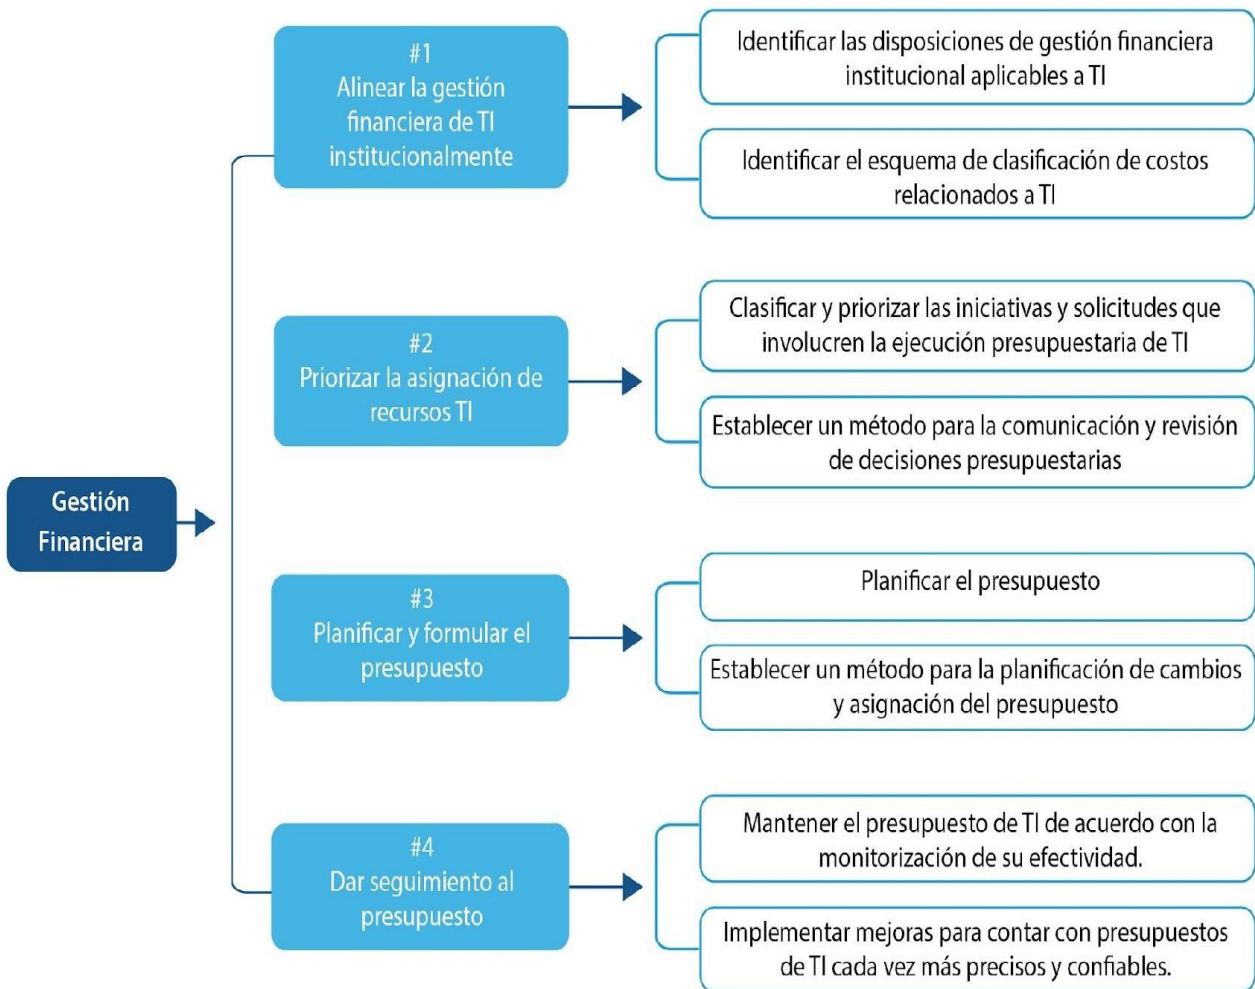 Gestión
Financiera
#1
Alinear la gestión
financiera de TI
institucionalmente
Identificar las disposiciones de gestión financiera
institucional aplicables a TI
Identificar el esquema de clasificación de costos
relacionados a TI
#2
Priorizar la asignación de
recursos TI
Clasificar y priorizar las iniciativas y solicitudes que
involucren la ejecución presupuestaria de TI
Establecer un método para la comunicación y revisión
de decisiones presupuestarias
#3
Planificar y formular el
presupuesto
Planificar el presupuesto
Establecer un método para la planificación de cambios
y asignación del presupuesto
#4
Dar seguimiento al
presupuesto
Mantener el presupuesto de TI de acuerdo con la
monitorización de su efectividad.
Implementar mejoras para contar con presupuestos
de TI cada vez más precisos y confiables.